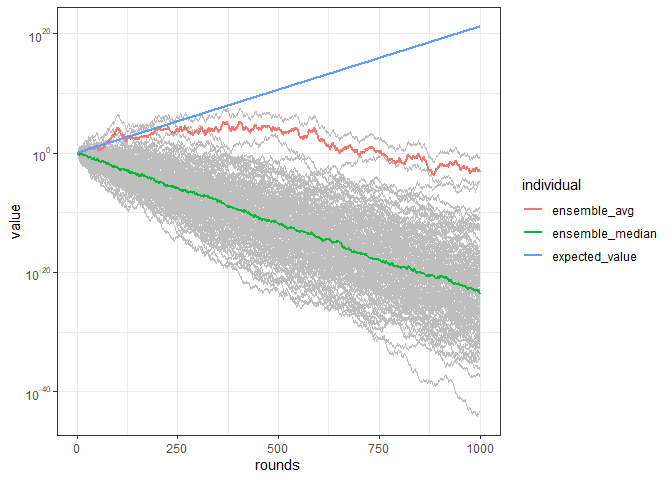 10^20
10^0
10^-20
10^-40
value
0
250
500
750
1000
rounds
individual
ensemble_avg
ensemble_median
expected_value